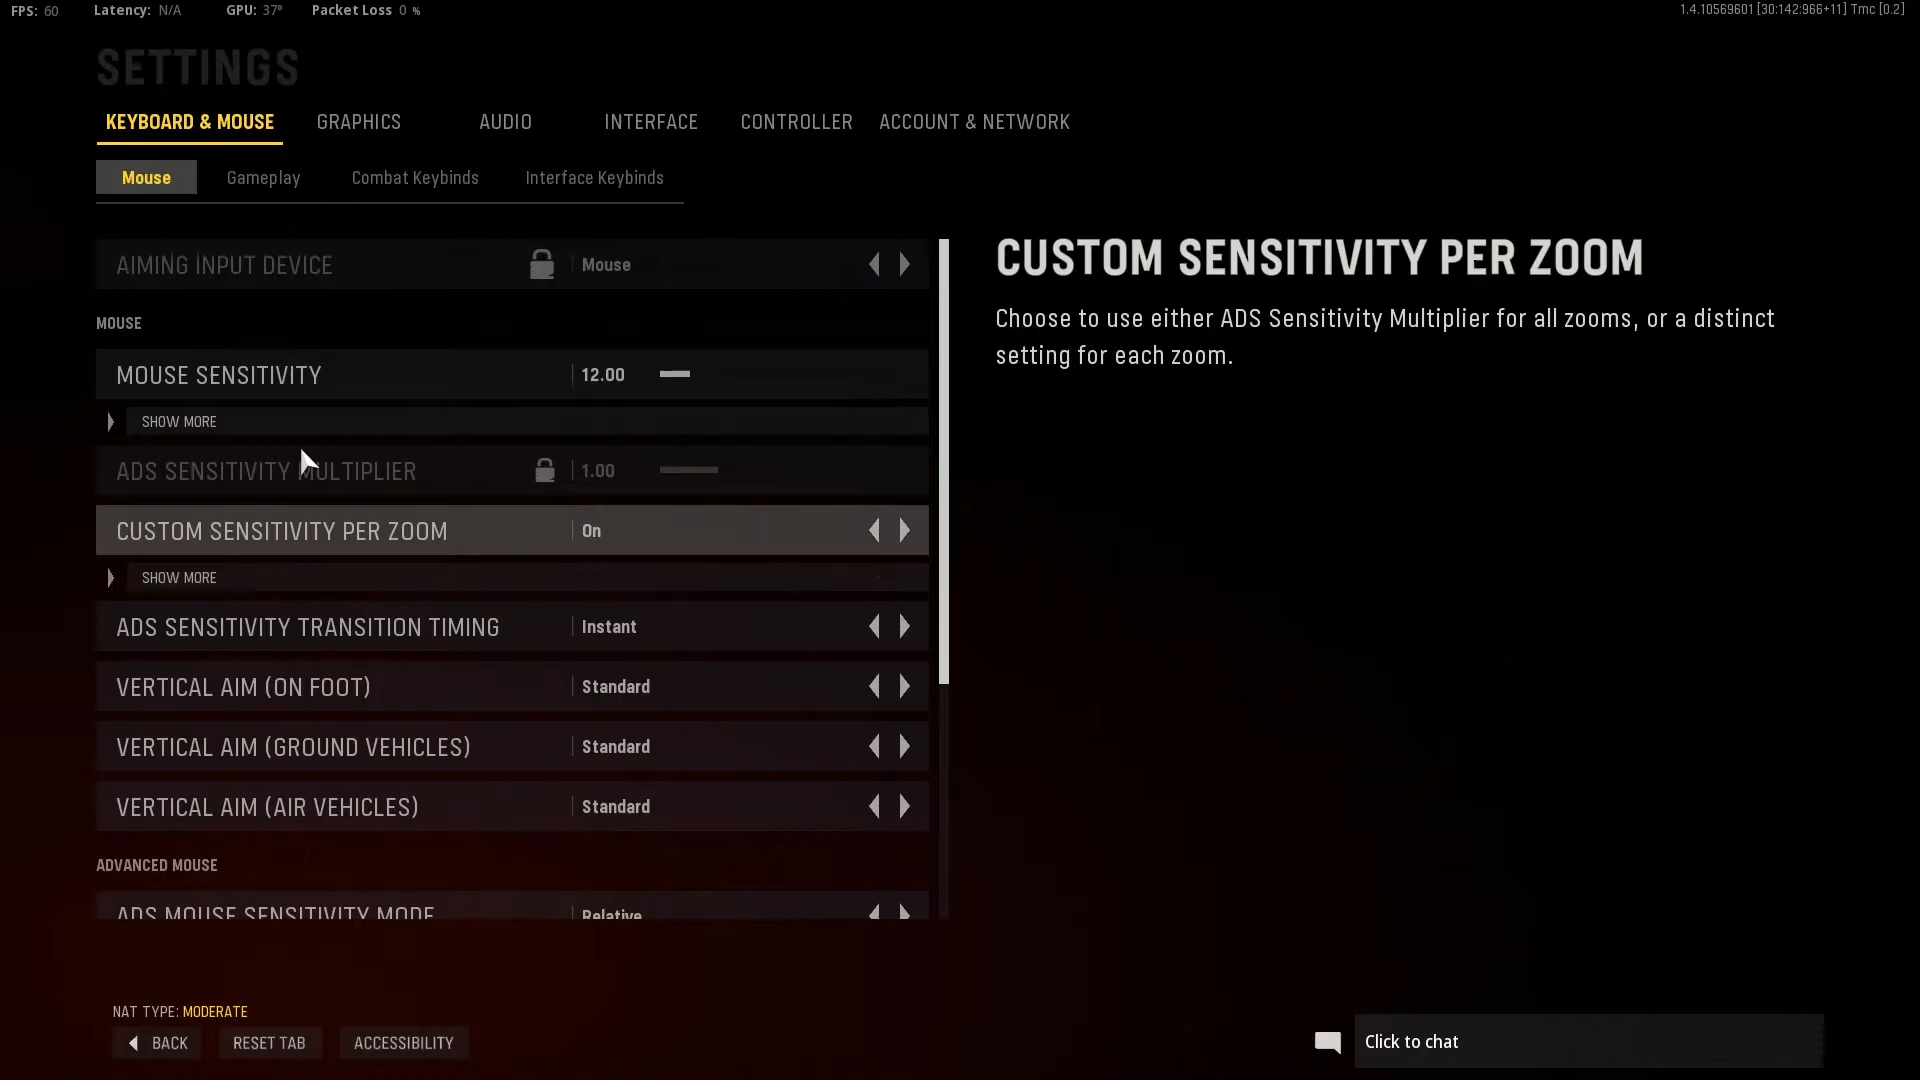 FPS: 60 Latency: N/A GPU: 37° Packet Loss 0 % 1.4.10569601 [30:142:966+11] Tmc [0.2]
SETTINGS
KEYBOARD & MOUSE GRAPHICS AUDIO INTERFACE CONTROLLER ACCOUNT & NETWORK
Mouse Gameplay Combat Keybinds Interface Keybinds
AIMING INPUT DEVICE Mouse
MOUSE
MOUSE SENSITIVITY 12.00
SHOW MORE
ADS SENSITIVITY MULTIPLIER 1.00
CUSTOM SENSITIVITY PER ZOOM On
SHOW MORE
ADS SENSITIVITY TRANSITION TIMING Instant
VERTICAL AIM (ON FOOT) Standard
VERTICAL AIM (GROUND VEHICLES) Standard
VERTICAL AIM (AIR VEHICLES) Standard
ADVANCED MOUSE
ADS MOUSE SENSITIVITY MODE Relative
CUSTOM SENSITIVITY PER ZOOM
Choose to use either ADS Sensitivity Multiplier for all zooms, or a distinct
setting for each zoom.
NAT TYPE: MODERATE
BACK RESET TAB ACCESSIBILITY
Click to chat